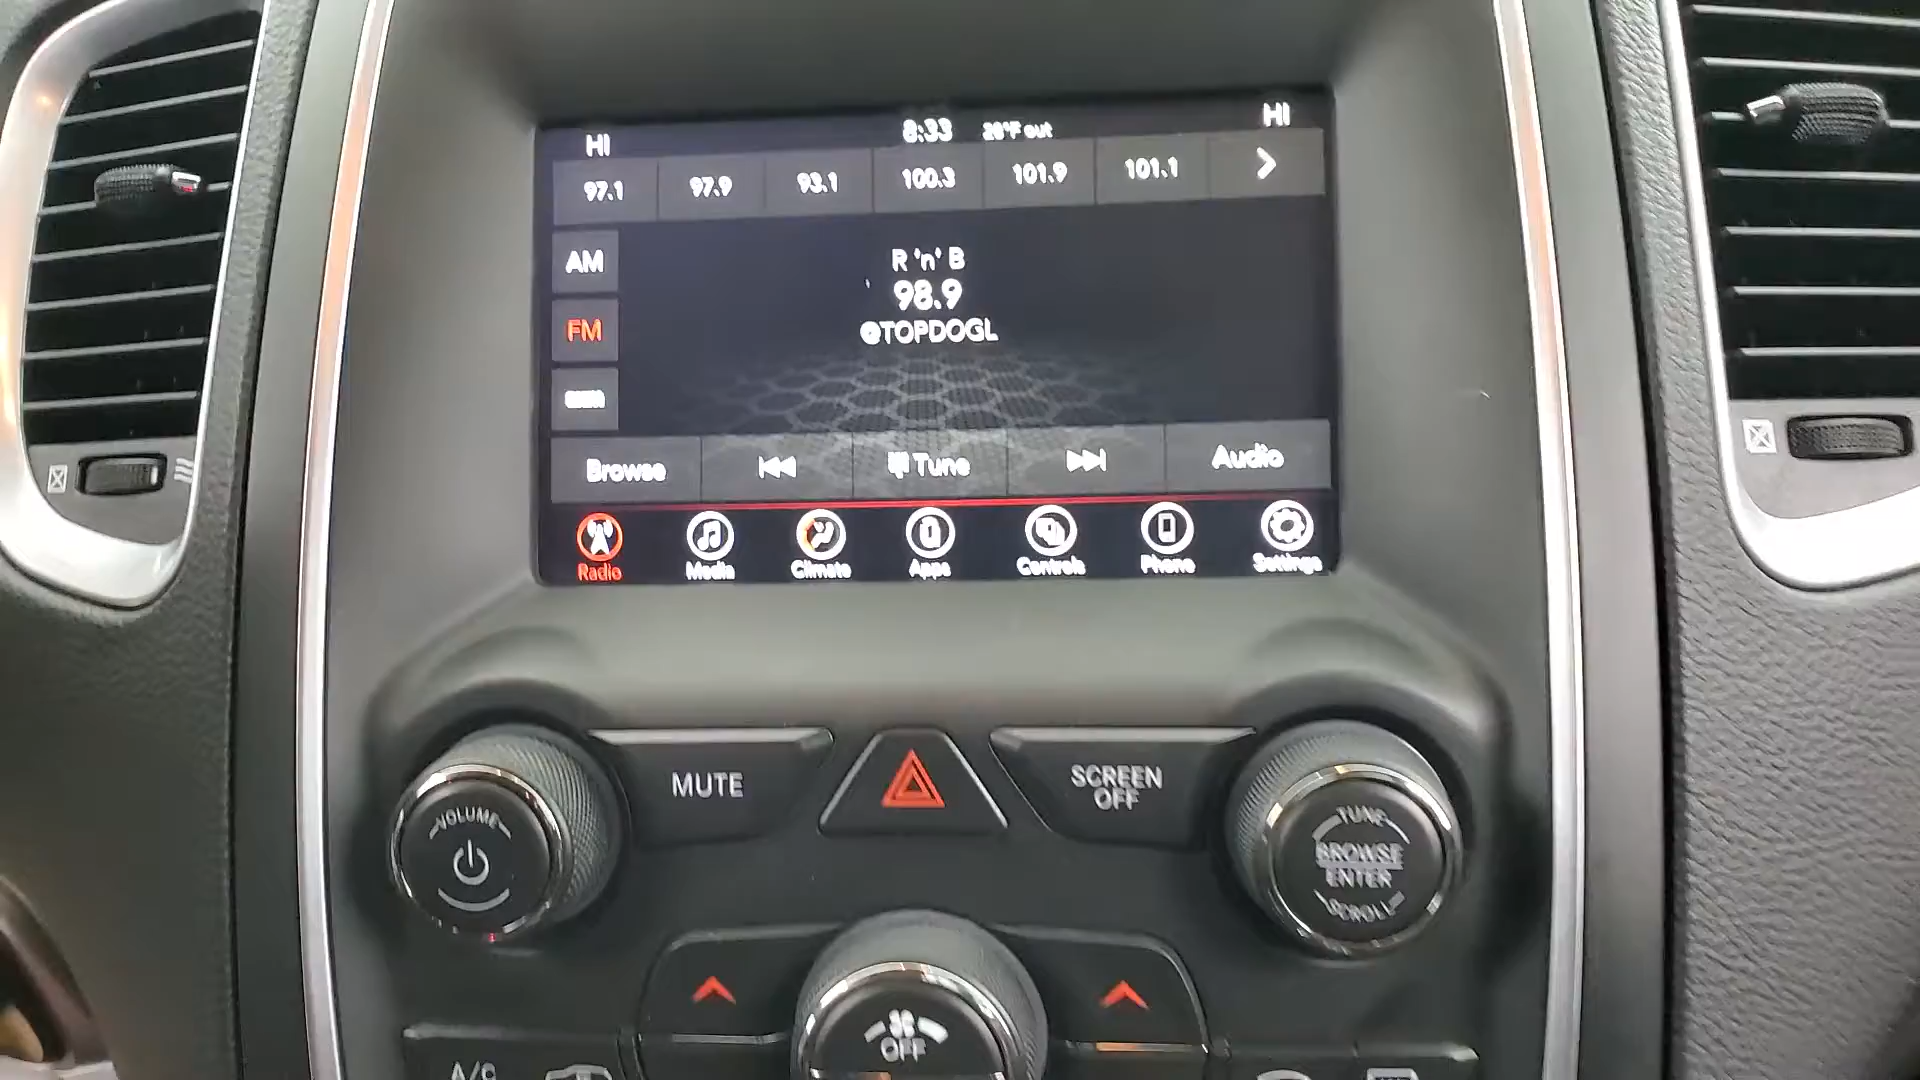 HI
8:33
28°F out
HI
97.1
97.9
93.1
100.3
101.9
101.1
AM
R 'n' B
98.9
FM
@TOPDOGL
Browse
Tune
Audio
Radio
Media
Climate
Apps
Controls
Phone
Settings
MUTE
SCREEN
OFF
VOLUME
TUNE
BROWSE
ENTER
SCROLL
OFF
A/C